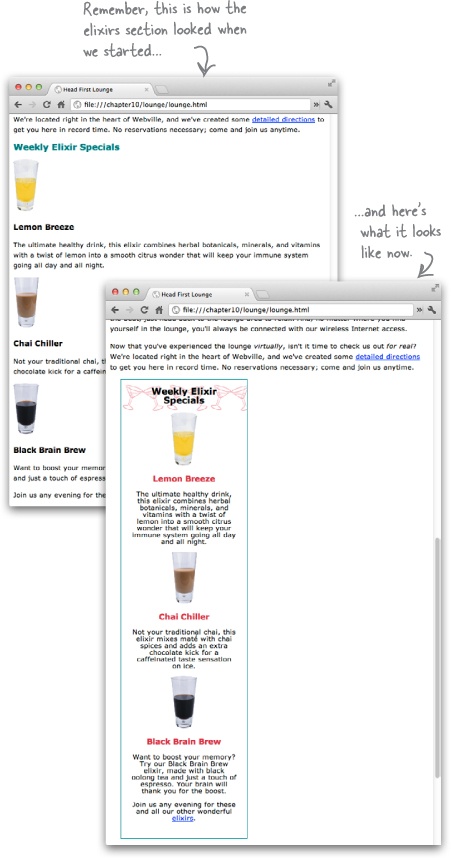 Remember, this is how the
elixirs section looked when
we started...
Head First Lounge
file:///chapter10/lounge/lounge.html
We're located right in the heart of Webville, and we've created some detailed directions to
get you here in record time. No reservations necessary; come and join us anytime.
Weekly Elixir Specials
Lemon Breeze
The ultimate healthy drink, this elixir combines herbal botanicals, minerals, and vitamins
with a twist of lemon into a smooth citrus wonder that will keep your immune system
going all day and all night.
Chai Chiller
Not your traditional chai, t
chocolate kick for a caffein
Black Brain Brew
Want to boost your memor
and just a touch of espress
Join us any evening for the
...and here's
what it looks
like now.
Head First Lounge
file:///chapter10/lounge/lounge.html
yourself in the lounge, you'll always be connected with our wireless Internet access.
Now that you've experienced the lounge virtually, isn't it time to check us out for real?
We're located right in the heart of Webville, and we've created some detailed directions
to get you here in record time. No reservations necessary; come and join us anytime.
Weekly Elixir
Specials
Lemon Breeze
The ultimate healthy drink,
this elixir combines herbal
botanicals, minerals, and
vitamins with a twist of
lemon into a smooth citrus
wonder that will keep your
immune system going all day
and all night.
Chai Chiller
Not your traditional chai, this
elixir mixes maté with chai
spices and adds an extra
chocolate kick for a
caffeinated taste sensation
on ice.
Black Brain Brew
Want to boost your memory?
Try our Black Brain Brew
elixir, made with black
oolong tea and just a touch of
espresso. Your brain will
thank you for the boost.
Join us any evening for these
and all our other wonderful
elixirs.